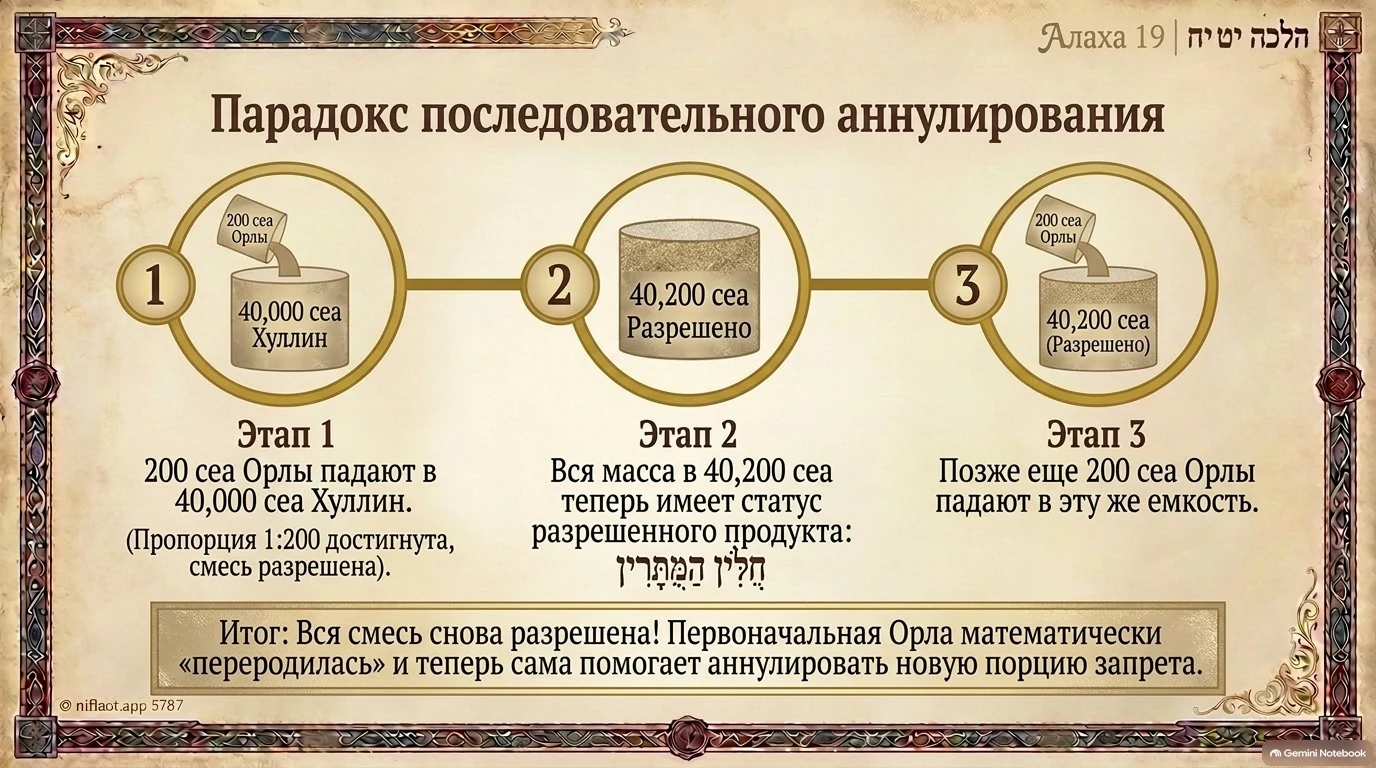 Алаха 19 | הלכה יט יח
Парадокс последовательного аннулирования
1
200 сеа
Орлы
40,000 сеа
Хуллин
2
40,200 сеа
Разрешено
3
200 сеа
Орлы
40,200 сеа
(Разрешено)
Этап 1
200 сеа Орлы падают в
40,000 сеа Хуллин.
(Пропорция 1:200 достигнута,
смесь разрешена).
Этап 2
Вся масса в 40,200 сеа
теперь имеет статус
разрешенного продукта:
חֻלִּין הַמֻּתָּרִין
Этап 3
Позже еще 200 сеа Орлы
падают в эту же емкость.
Итог: Вся смесь снова разрешена! Первоначальная Орла математически
«переродилась» и теперь сама помогает аннулировать новую порцию запрета.
© niflaot.app 5787
Gemini Notebook